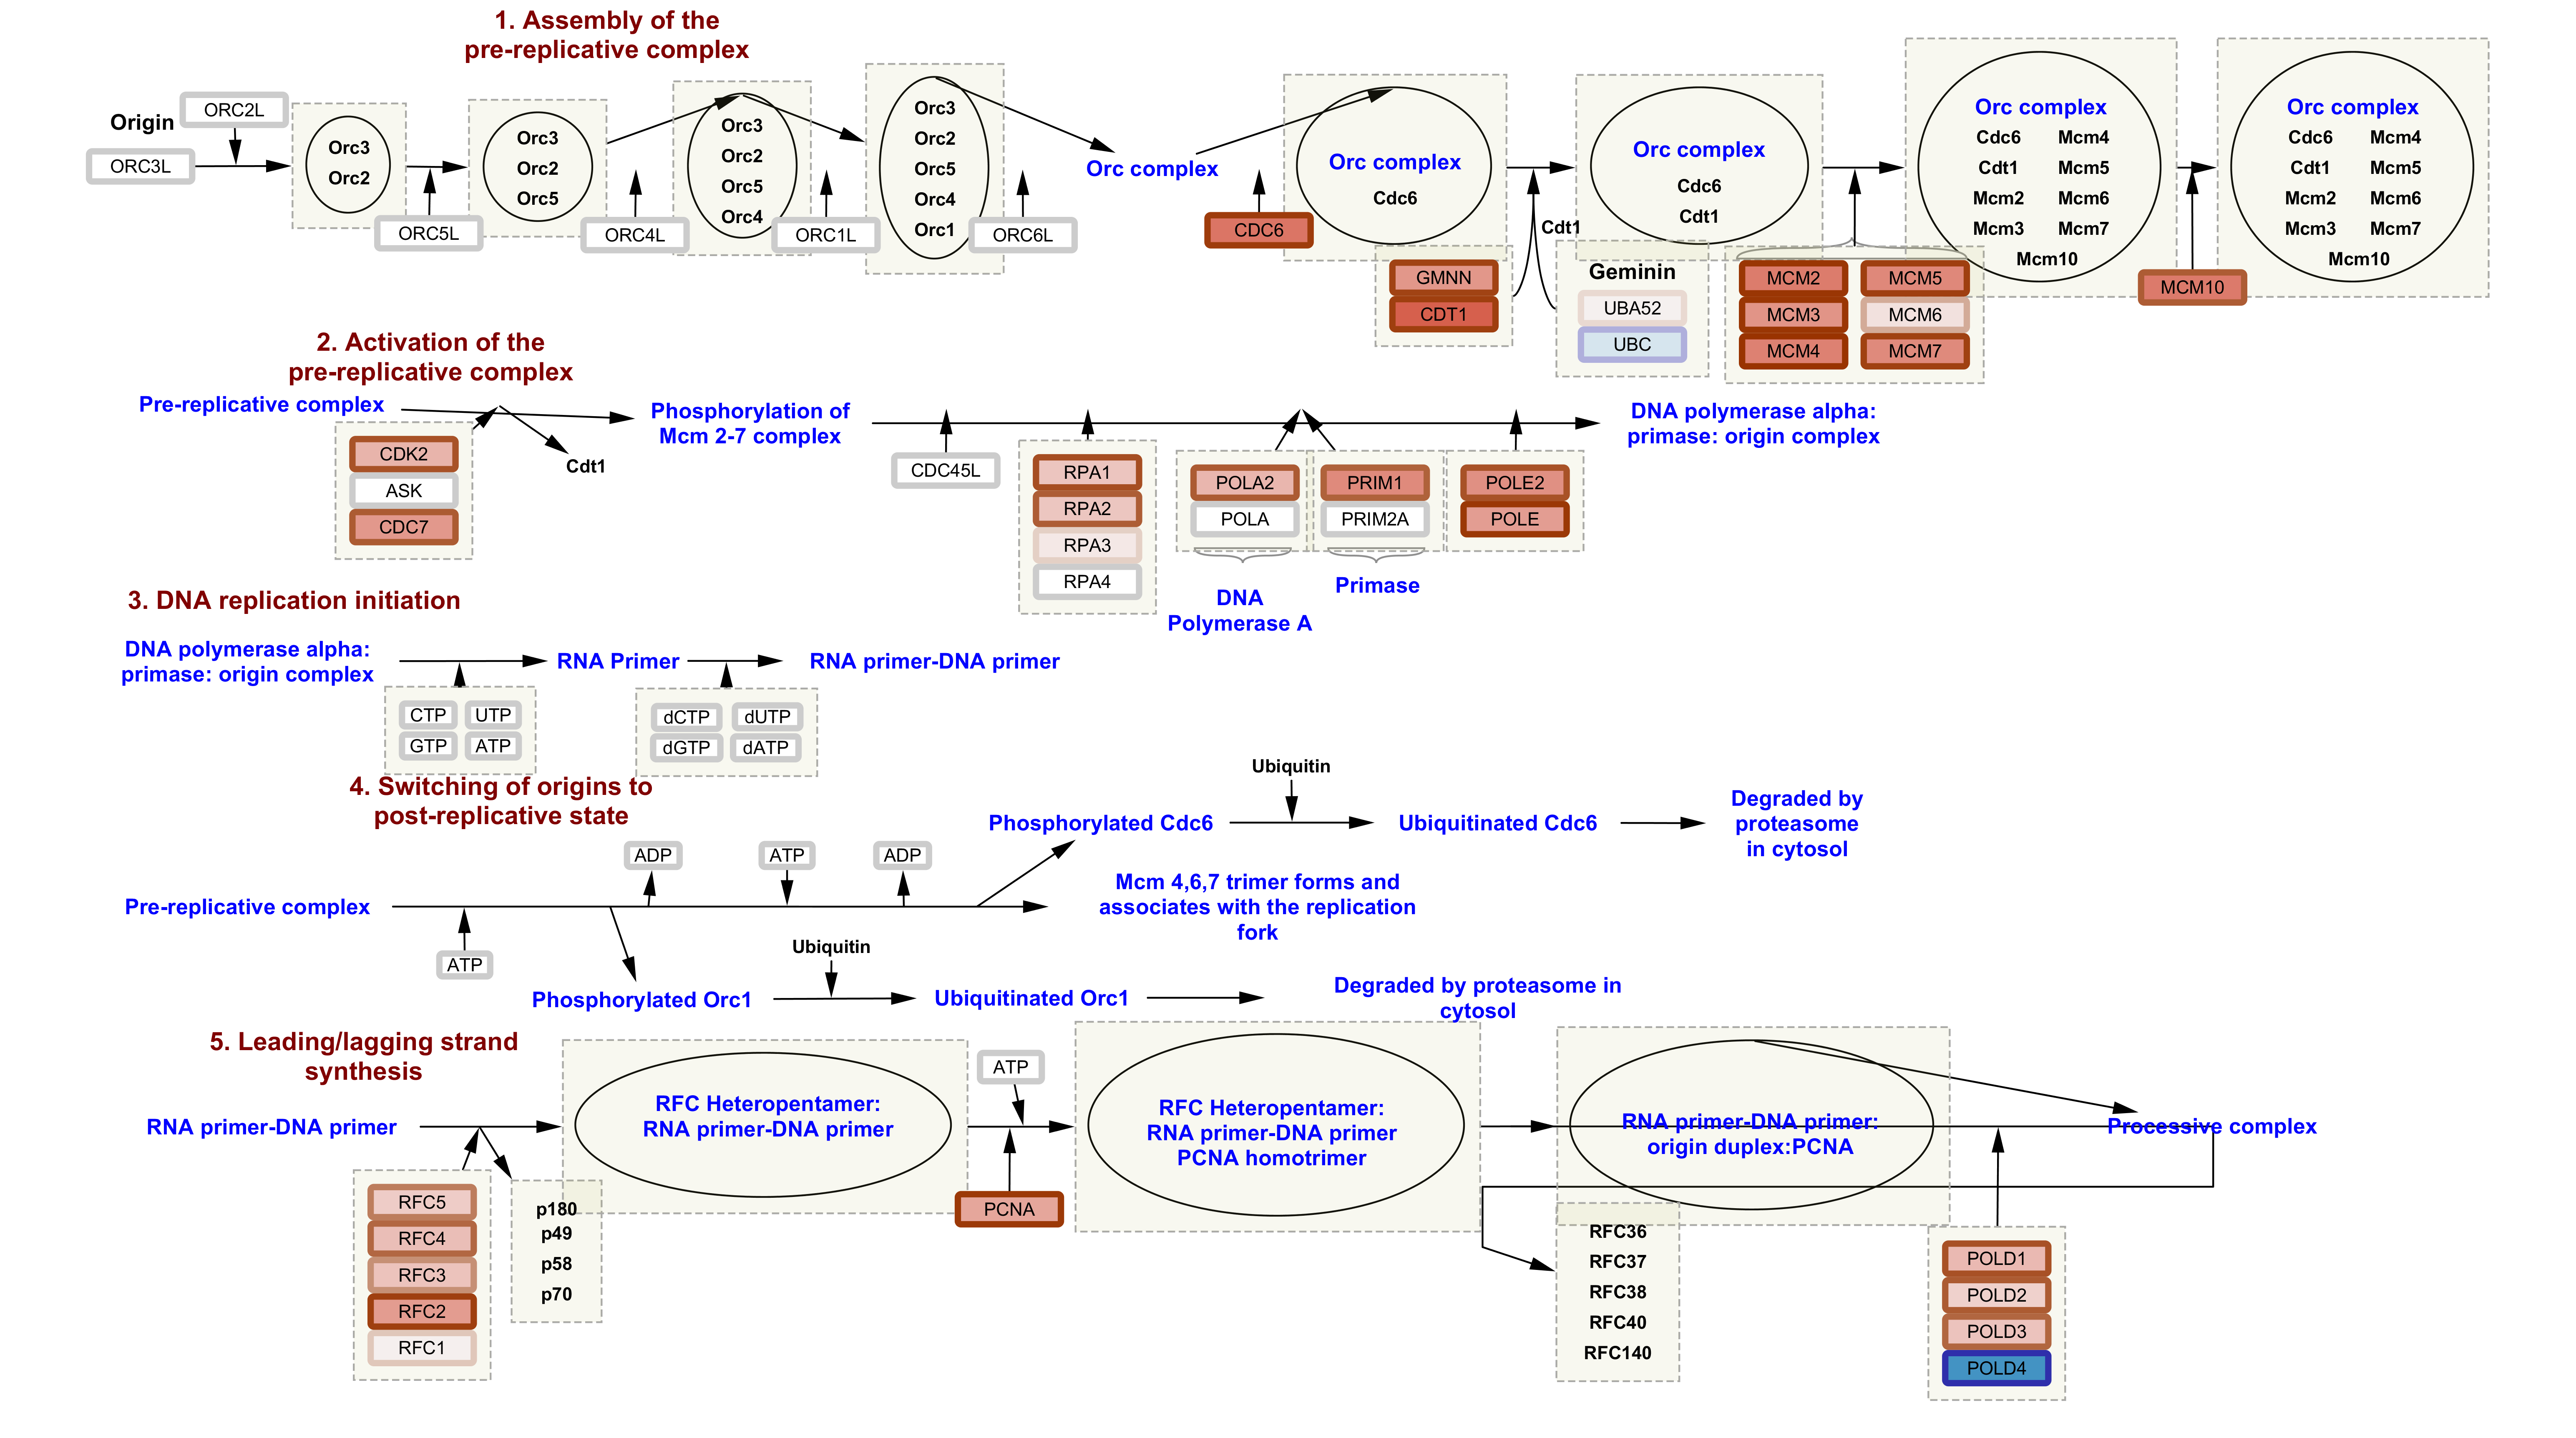 1. Assembly of the
pre-replicative complex
Origin
ORC2L
ORC3L
Orc3
Orc2
ORC5L
Orc3
Orc2
Orc5
ORC4L
Orc3
Orc2
Orc5
Orc4
ORC1L
Orc3
Orc2
Orc5
Orc4
Orc1
ORC6L
Orc complex
CDC6
Orc complex
Cdc6
GMNN
CDT1
Cdt1
Orc complex
Cdc6
Cdt1
Geminin
UBA52
UBC
MCM2 MCM5
MCM3 MCM6
MCM4 MCM7
Orc complex
Cdc6 Mcm4
Cdt1 Mcm5
Mcm2 Mcm6
Mcm3 Mcm7
Mcm10
MCM10
Orc complex
Cdc6 Mcm4
Cdt1 Mcm5
Mcm2 Mcm6
Mcm3 Mcm7
Mcm10
2. Activation of the
pre-replicative complex
Pre-replicative complex
CDK2
ASK
CDC7
Cdt1
Phosphorylation of
Mcm 2-7 complex
CDC45L
RPA1
RPA2
RPA3
RPA4
POLA2
POLA
DNA
Polymerase A
PRIM1
PRIM2A
Primase
POLE2
POLE
DNA polymerase alpha:
primase: origin complex
3. DNA replication initiation
DNA polymerase alpha:
primase: origin complex
CTP UTP
GTP ATP
RNA Primer
dCTP dUTP
dGTP dATP
RNA primer-DNA primer
4. Switching of origins to
post-replicative state
Pre-replicative complex
ATP
ADP
ATP
ADP
Phosphorylated Cdc6
Ubiquitin
Ubiquitinated Cdc6
Degraded by
proteasome
in cytosol
Mcm 4,6,7 trimer forms and
associates with the replication
fork
Phosphorylated Orc1
Ubiquitin
Ubiquitinated Orc1
Degraded by proteasome in
cytosol
5. Leading/lagging strand
synthesis
RNA primer-DNA primer
RFC5
RFC4
RFC3
RFC2
RFC1
p180
p49
p58
p70
RFC Heteropentamer:
RNA primer-DNA primer
ATP
PCNA
RFC Heteropentamer:
RNA primer-DNA primer
PCNA homotrimer
RNA primer-DNA primer:
origin duplex:PCNA
Processive complex
RFC36
RFC37
RFC38
RFC40
RFC140
POLD1
POLD2
POLD3
POLD4